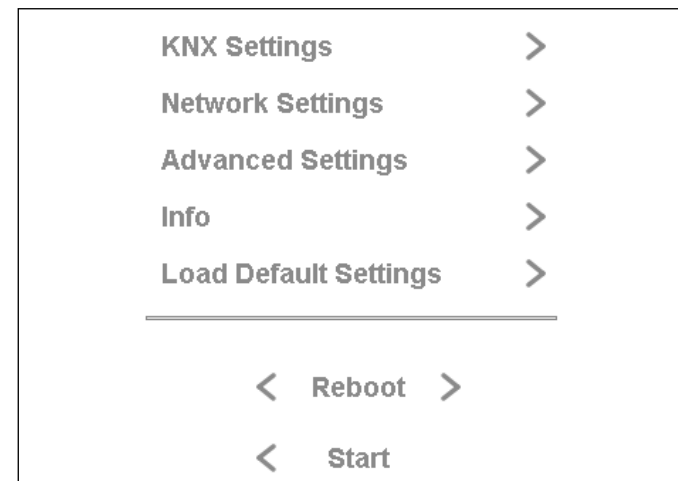 KNX Settings >
Network Settings >
Advanced Settings >
Info >
Load Default Settings >
< Reboot >
< Start